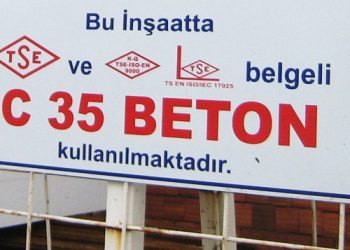 Bu İnşaatta
TSE ve K-Q TSE-ISO-EN 9000 TSE TS EN ISO/IEC 17025 belgeli
C 35 BETON
kullanılmaktadır.